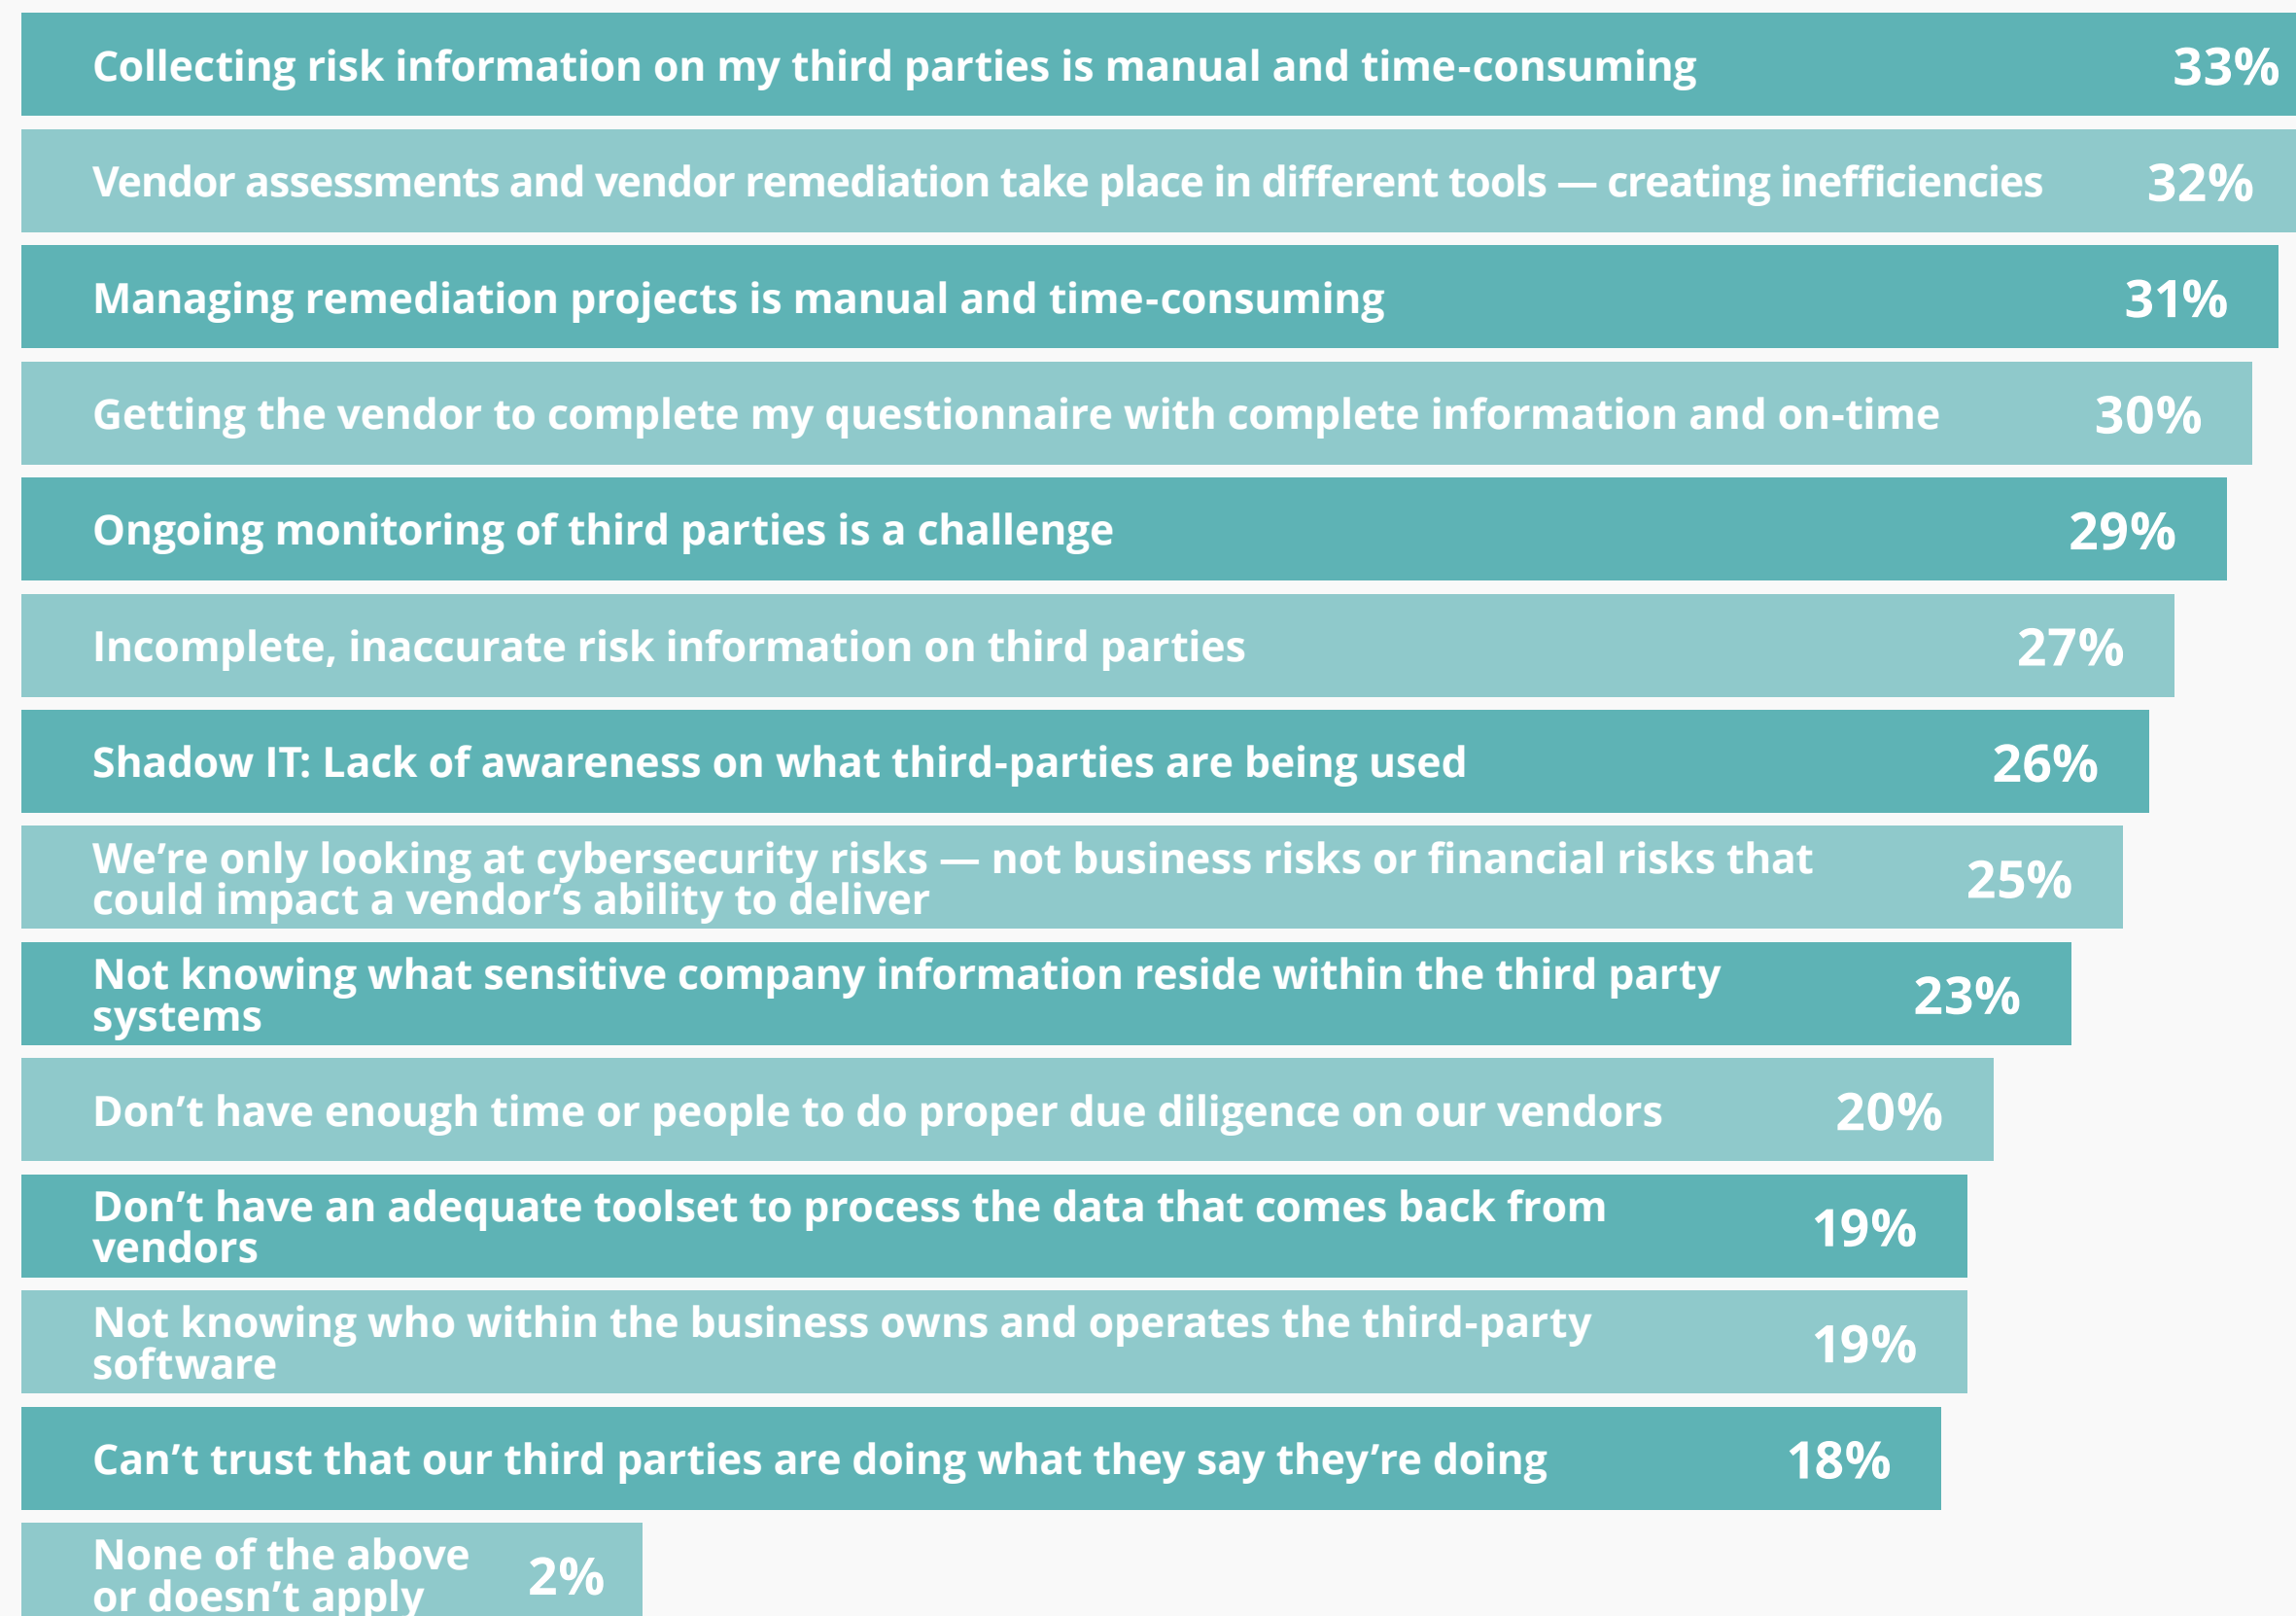 Collecting risk information on my third parties is manual and time-consuming 33%
Vendor assessments and vendor remediation take place in different tools — creating inefficiencies 32%
Managing remediation projects is manual and time-consuming 31%
Getting the vendor to complete my questionnaire with complete information and on-time 30%
Ongoing monitoring of third parties is a challenge 29%
Incomplete, inaccurate risk information on third parties 27%
Shadow IT: Lack of awareness on what third-parties are being used 26%
We’re only looking at cybersecurity risks — not business risks or financial risks that
could impact a vendor’s ability to deliver 25%
Not knowing what sensitive company information reside within the third party
systems 23%
Don’t have enough time or people to do proper due diligence on our vendors 20%
Don’t have an adequate toolset to process the data that comes back from
vendors 19%
Not knowing who within the business owns and operates the third-party
software 19%
Can’t trust that our third parties are doing what they say they’re doing 18%
None of the above
or doesn’t apply 2%